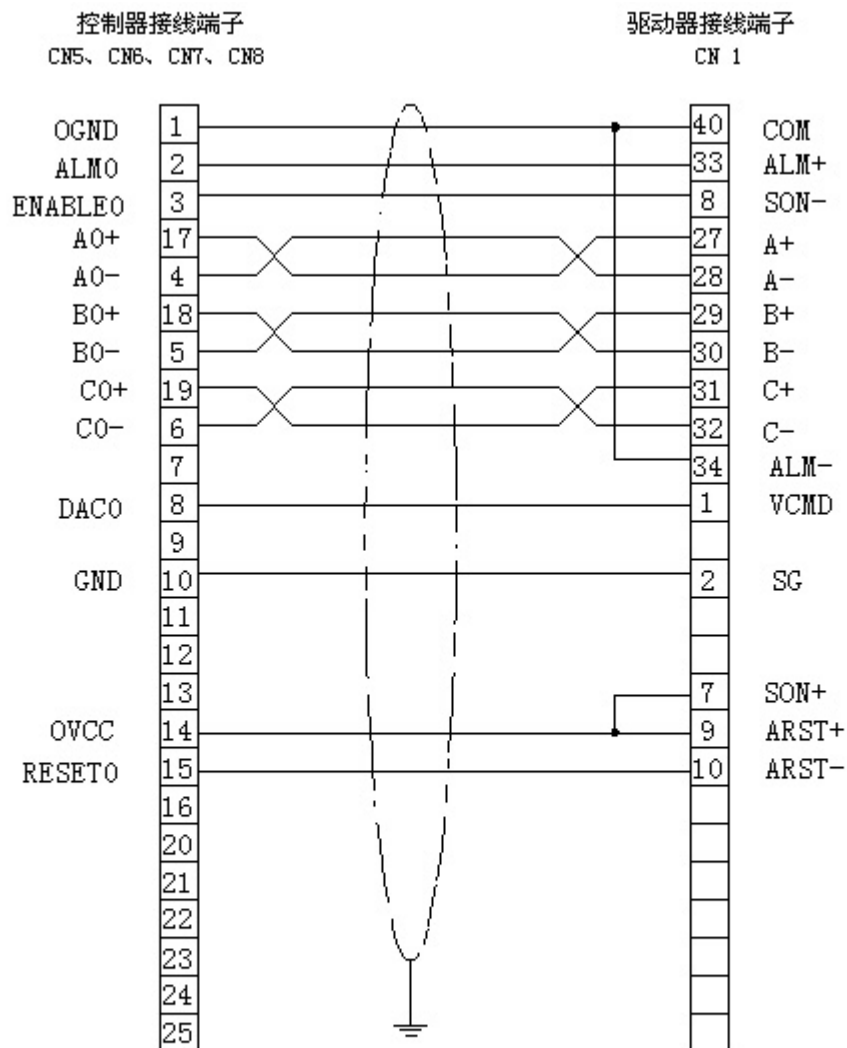 控制器接线端子 驱动器接线端子
CN5、CN6、CN7、CN8 CN 1
OGND 1 40 COM
ALM0 2 33 ALM+
ENABLE0 3 8 SON-
A0+ 17 27 A+
A0- 4 28 A-
B0+ 18 29 B+
B0- 5 30 B-
C0+ 19 31 C+
C0- 6 32 C-
7 34 ALM-
DAC0 8 1 VCMD
9
GND 10 2 SG
11
12
13 7 SON+
OVCC 14 9 ARST+
RESET0 15 10 ARST-
16
20
21
22
23
24
25